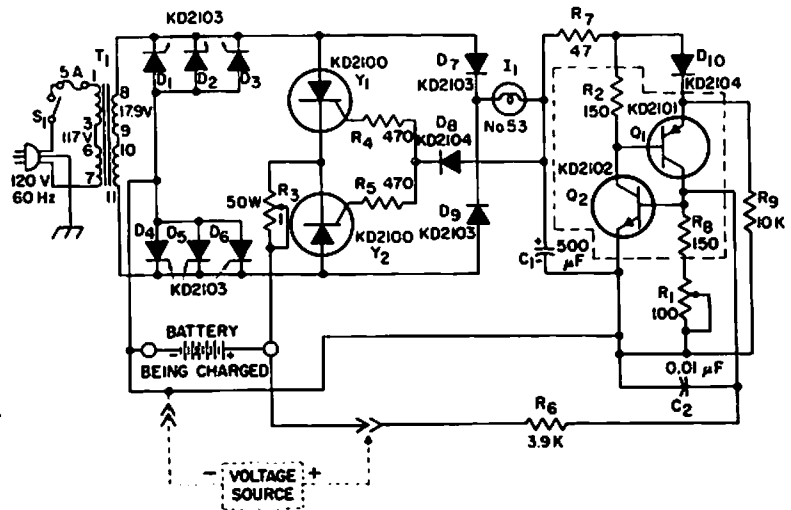 KD2103
5 A
T1
1
8
17.9V
D1
D2
D3
S1
117V
3
6
9
10
7
11
120 V
60 Hz
KD2100
Y1
R4
470
R5
470
50W
R3
1
KD2100
Y2
D4
D5
D6
KD2103
D7
KD2103
D8
KD2104
D9
KD2103
I1
No 53
R7
47
R2
150
D10
KD2104
KD2101
Q1
KD2102
Q2
R8
150
R9
10 K
R1
100
C1
+
-
500
μF
BATTERY
- +
BEING CHARGED
0.01 μF
C2
R6
3.9 K
- VOLTAGE +
SOURCE